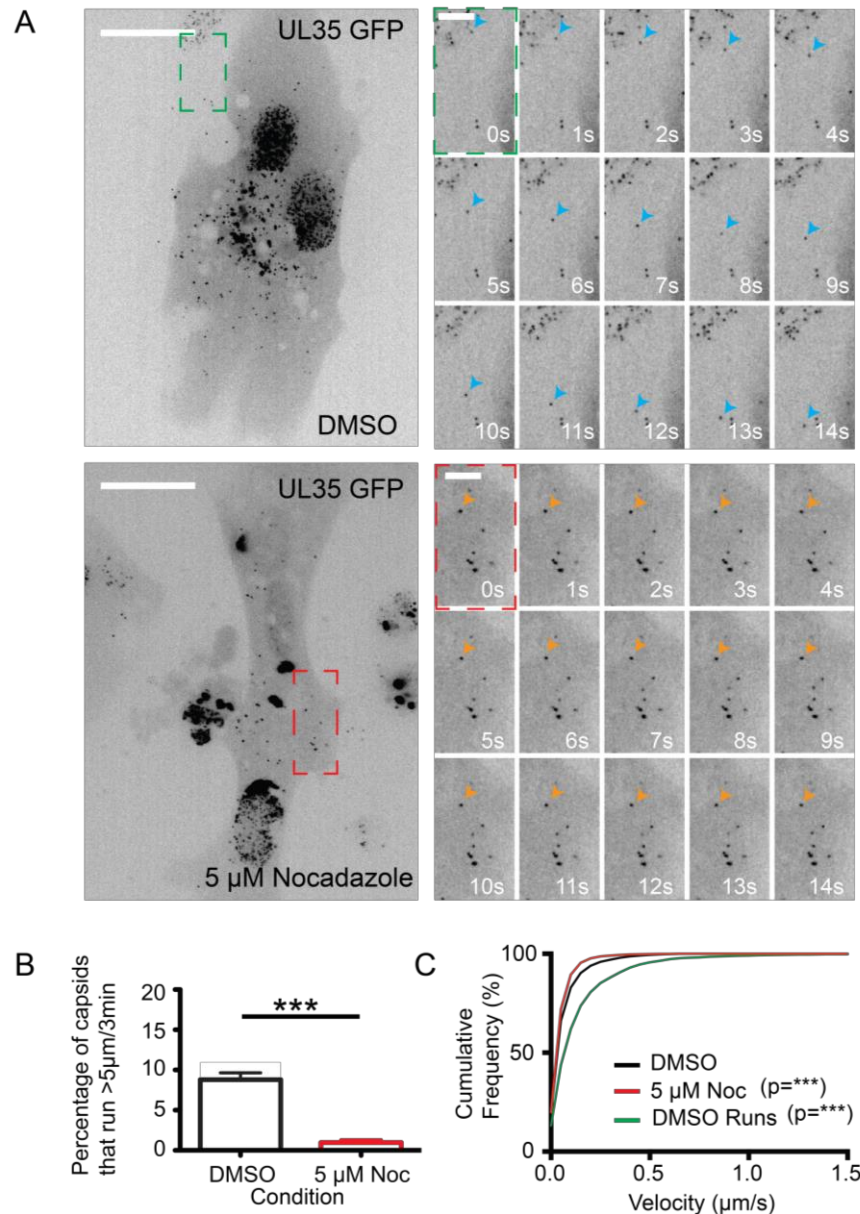 A
UL35 GFP
DMSO
0s
1s
2s
3s
4s
5s
6s
7s
8s
9s
10s
11s
12s
13s
14s
UL35 GFP
5 µM Nocadazole
0s
1s
2s
3s
4s
5s
6s
7s
8s
9s
10s
11s
12s
13s
14s
B
Percentage of capsids
that run >5µm/3min
20
15
10
5
0
***
DMSO
5 µM Noc
Condition
C
Cumulative
Frequency (%)
100
50
0
DMSO
5 µM Noc (p=***)
DMSO Runs (p=***)
0.0
0.5
1.0
1.5
Velocity (µm/s)